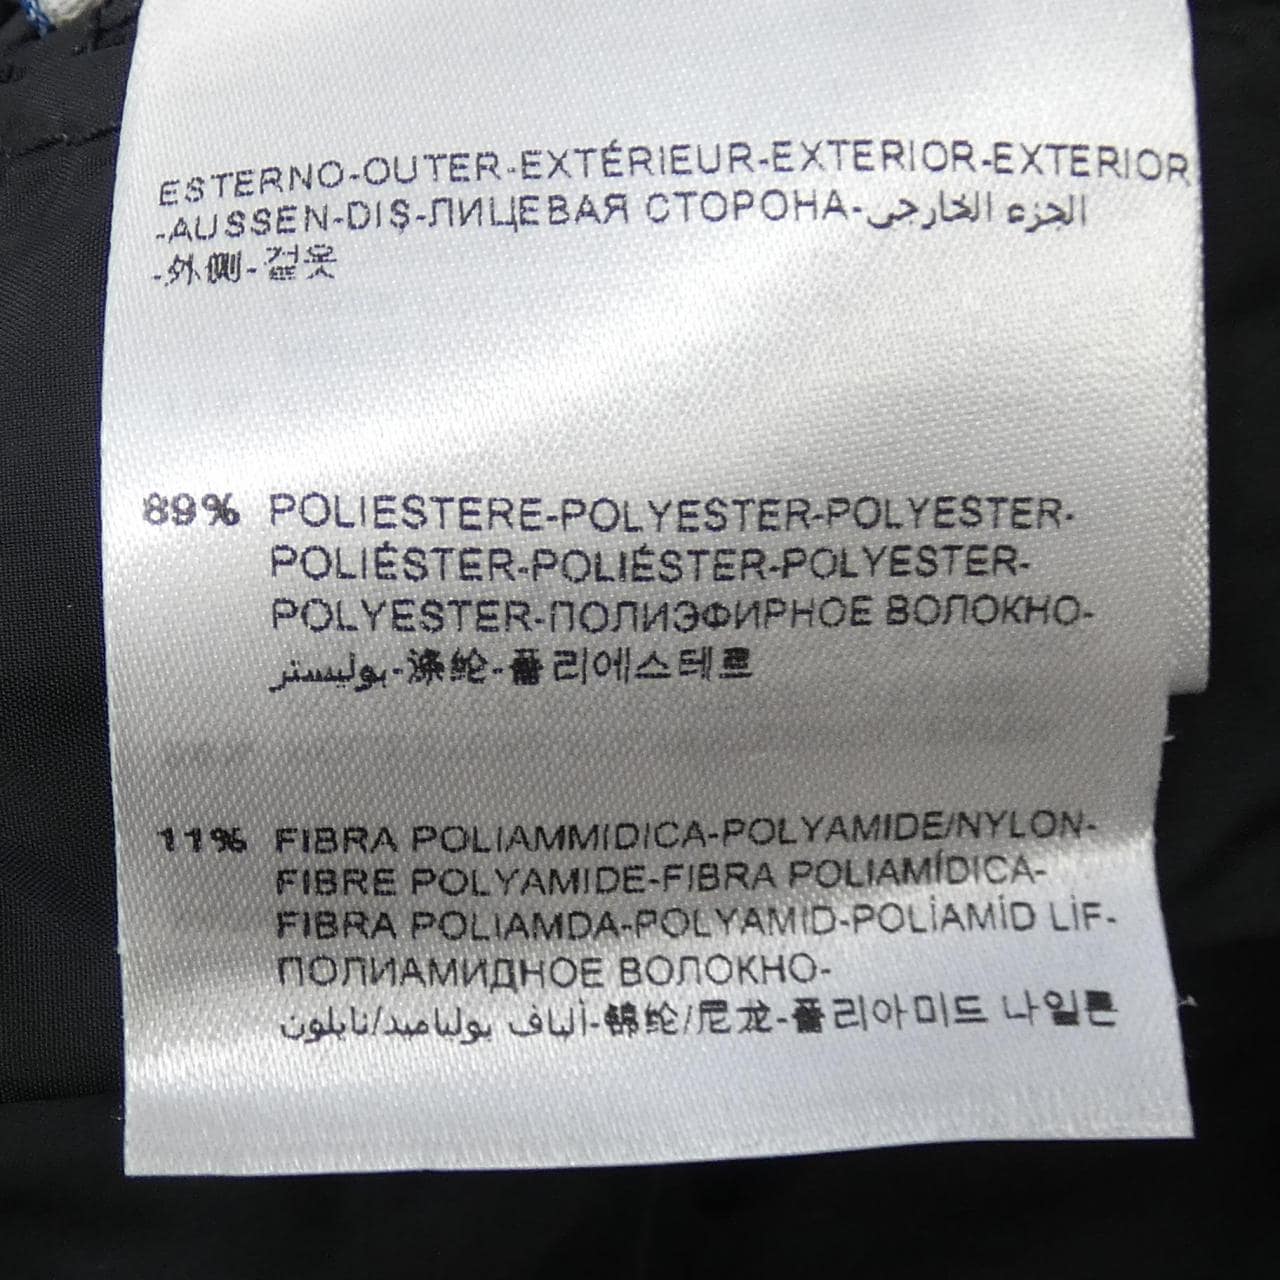 ESTERNO-OUTER-EXTÉRIEUR-EXTERIOR-EXTERIOR
-AUSSEN-DIŞ-ЛИЦЕВАЯ СТОРОНА-الجزء الخارجي
-外侧-겉옷
89% POLIESTERE-POLYESTER-POLYESTER-
POLIÉSTER-POLIÉSTER-POLYESTER-
POLYESTER-ПОЛИЭФИРНОЕ ВОЛОКНО-
بوليستر-涤纶-폴리에스테르
11% FIBRA POLIAMMIDICA-POLYAMIDE/NYLON-
FIBRE POLYAMIDE-FIBRA POLIAMÍDICA-
FIBRA POLIAMDA-POLYAMID-POLİAMİD LİF-
ПОЛИАМИДНОЕ ВОЛОКНО-
ألياف بولياميد/نايلون-锦纶/尼龙-폴리아미드 나일론